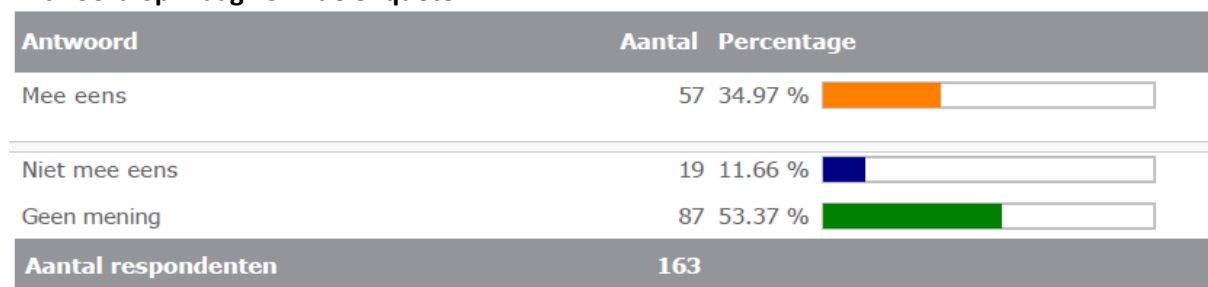 Antwoord Aantal Percentage
Mee eens 57 34.97 %
Niet mee eens 19 11.66 %
Geen mening 87 53.37 %
Aantal respondenten 163